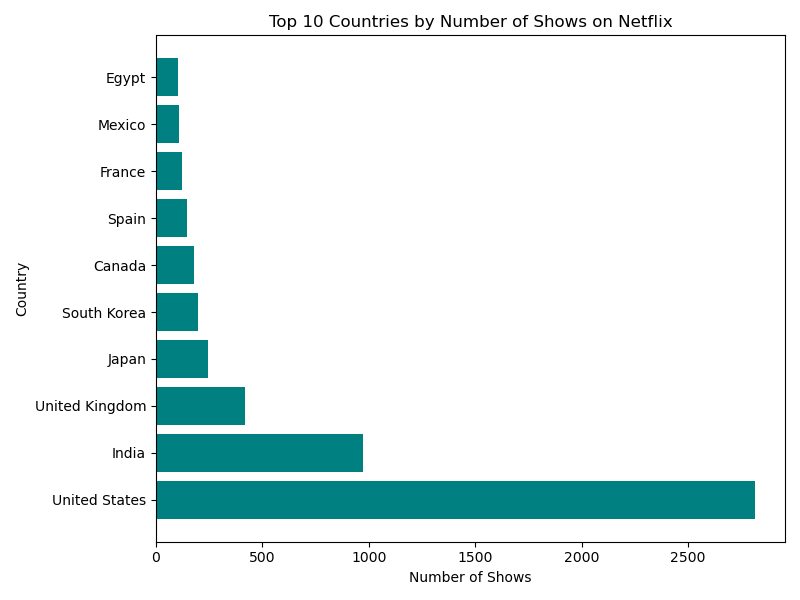 Top 10 Countries by Number of Shows on Netflix
Egypt
Mexico
France
Spain
Canada
South Korea
Japan
United Kingdom
India
United States
Country
0 500 1000 1500 2000 2500
Number of Shows